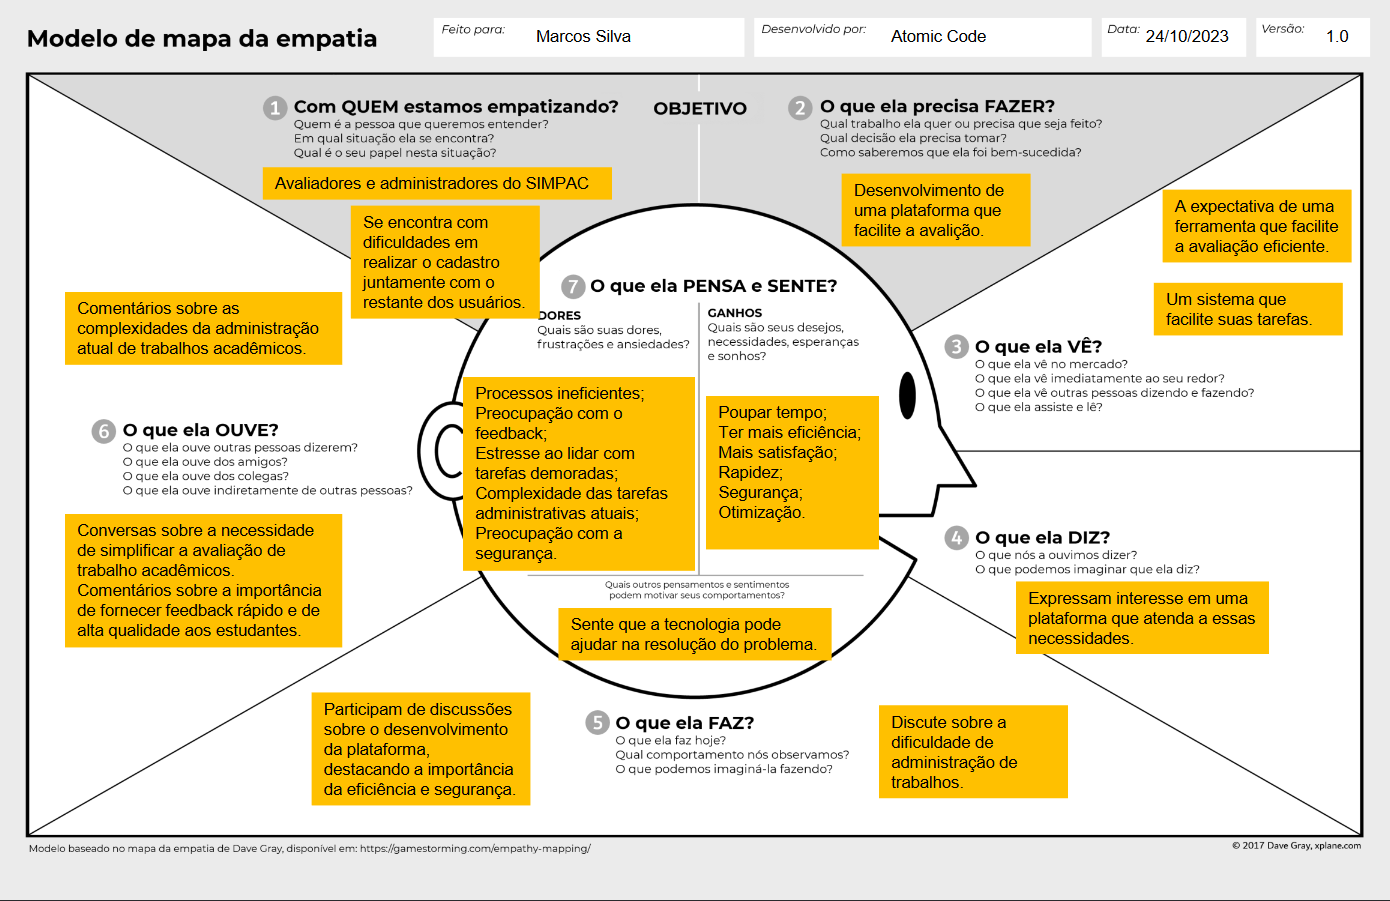 Modelo de mapa da empatia
Feito para:
Marcos Silva
Desenvolvido por:
Atomic Code
Data:
24/10/2023
Versão:
1.0
1 Com QUEM estamos empatizando?
Quem é a pessoa que queremos entender?
Em qual situação ela se encontra?
Qual é o seu papel nesta situação?
Avaliadores e administradores do SIMPAC
Se encontra com
dificuldades em
realizar o cadastro
juntamente com o
restante dos usuários.
OBJETIVO
2 O que ela precisa FAZER?
Qual trabalho ela quer ou precisa que seja feito?
Qual decisão ela precisa tomar?
Como saberemos que ela foi bem-sucedida?
Desenvolvimento de
uma plataforma que
facilite a avalição.
A expectativa de uma
ferramenta que facilite
a avaliação eficiente.
Um sistema que
facilite suas tarefas.
3 O que ela VÊ?
O que ela vê no mercado?
O que ela vê imediatamente ao seu redor?
O que ela vê outras pessoas dizendo e fazendo?
O que ela assiste e lê?
4 O que ela DIZ?
O que nós a ouvimos dizer?
O que podemos imaginar que ela diz?
Expressam interesse em uma
plataforma que atenda a essas
necessidades.
5 O que ela FAZ?
O que ela faz hoje?
Qual comportamento nós observamos?
O que podemos imaginá-la fazendo?
Participam de discussões
sobre o desenvolvimento
da plataforma,
destacando a importância
da eficiência e segurança.
Discute sobre a
dificuldade de
administração de
trabalhos.
Comentários sobre as
complexidades da administração
atual de trabalhos acadêmicos.
6 O que ela OUVE?
O que ela ouve outras pessoas dizerem?
O que ela ouve dos amigos?
O que ela ouve dos colegas?
O que ela ouve indiretamente de outras pessoas?
Conversas sobre a necessidade
de simplificar a avaliação de
trabalho acadêmicos.
Comentários sobre a importância
de fornecer feedback rápido e de
alta qualidade aos estudantes.
7 O que ela PENSA e SENTE?
DORES
Quais são suas dores,
frustrações e ansiedades?
Processos ineficientes;
Preocupação com o
feedback;
Estresse ao lidar com
tarefas demoradas;
Complexidade das tarefas
administrativas atuais;
Preocupação com a
segurança.
GANHOS
Quais são seus desejos,
necessidades, esperanças
e sonhos?
Poupar tempo;
Ter mais eficiência;
Mais satisfação;
Rapidez;
Segurança;
Otimização.
Quais outros pensamentos e sentimentos
podem motivar seus comportamentos?
Sente que a tecnologia pode
ajudar na resolução do problema.
Modelo baseado no mapa da empatia de Dave Gray, disponível em: https://gamestorming.com/empathy-mapping/
© 2017 Dave Gray, xplane.com